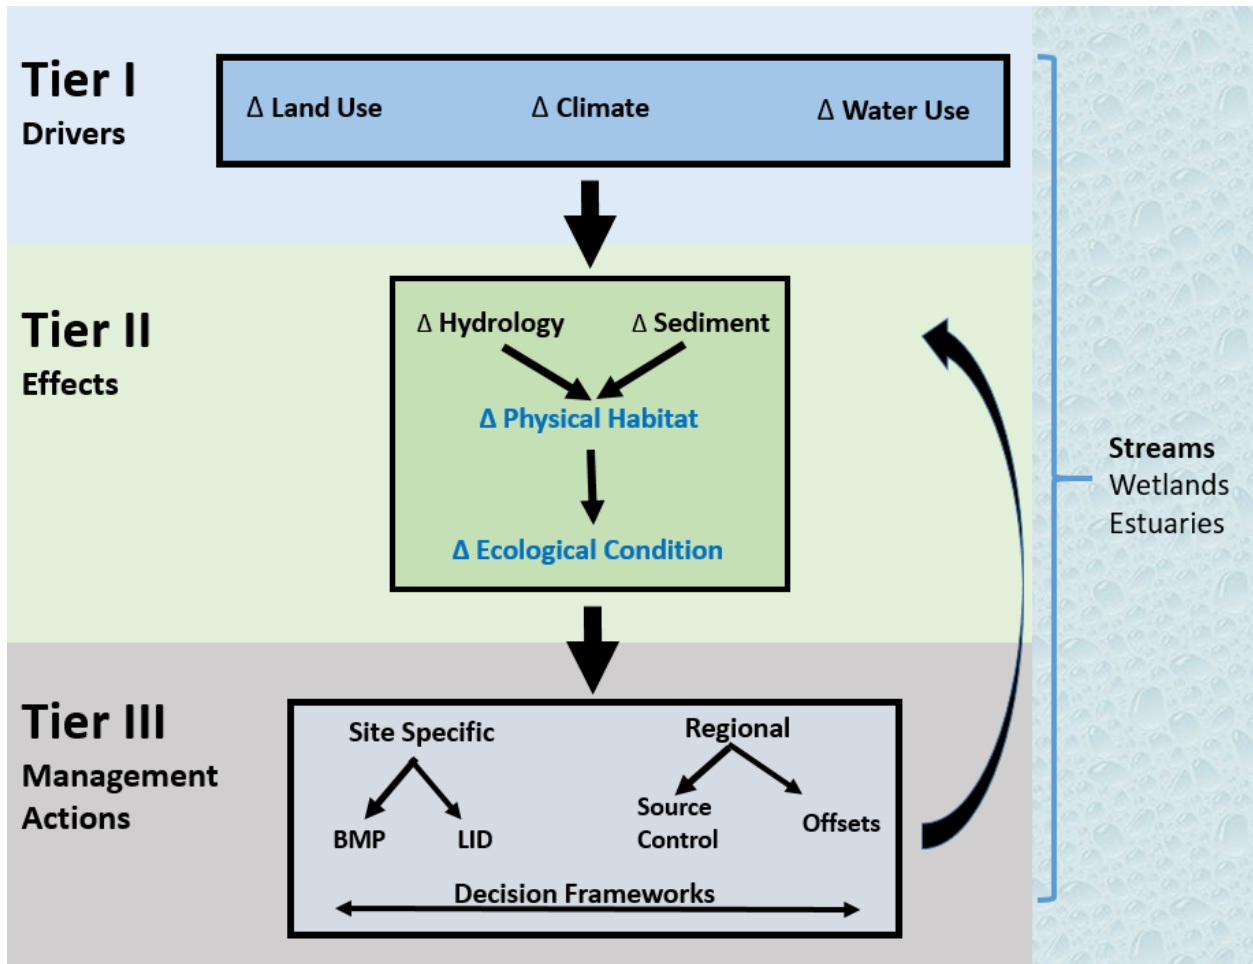 Tier I
Drivers
Δ Land Use
Δ Climate
Δ Water Use
Tier II
Effects
Δ Hydrology
Δ Sediment
Δ Physical Habitat
Δ Ecological Condition
Tier III
Management
Actions
Site Specific
BMP
LID
Regional
Source
Control
Offsets
Decision Frameworks
Streams
Wetlands
Estuaries